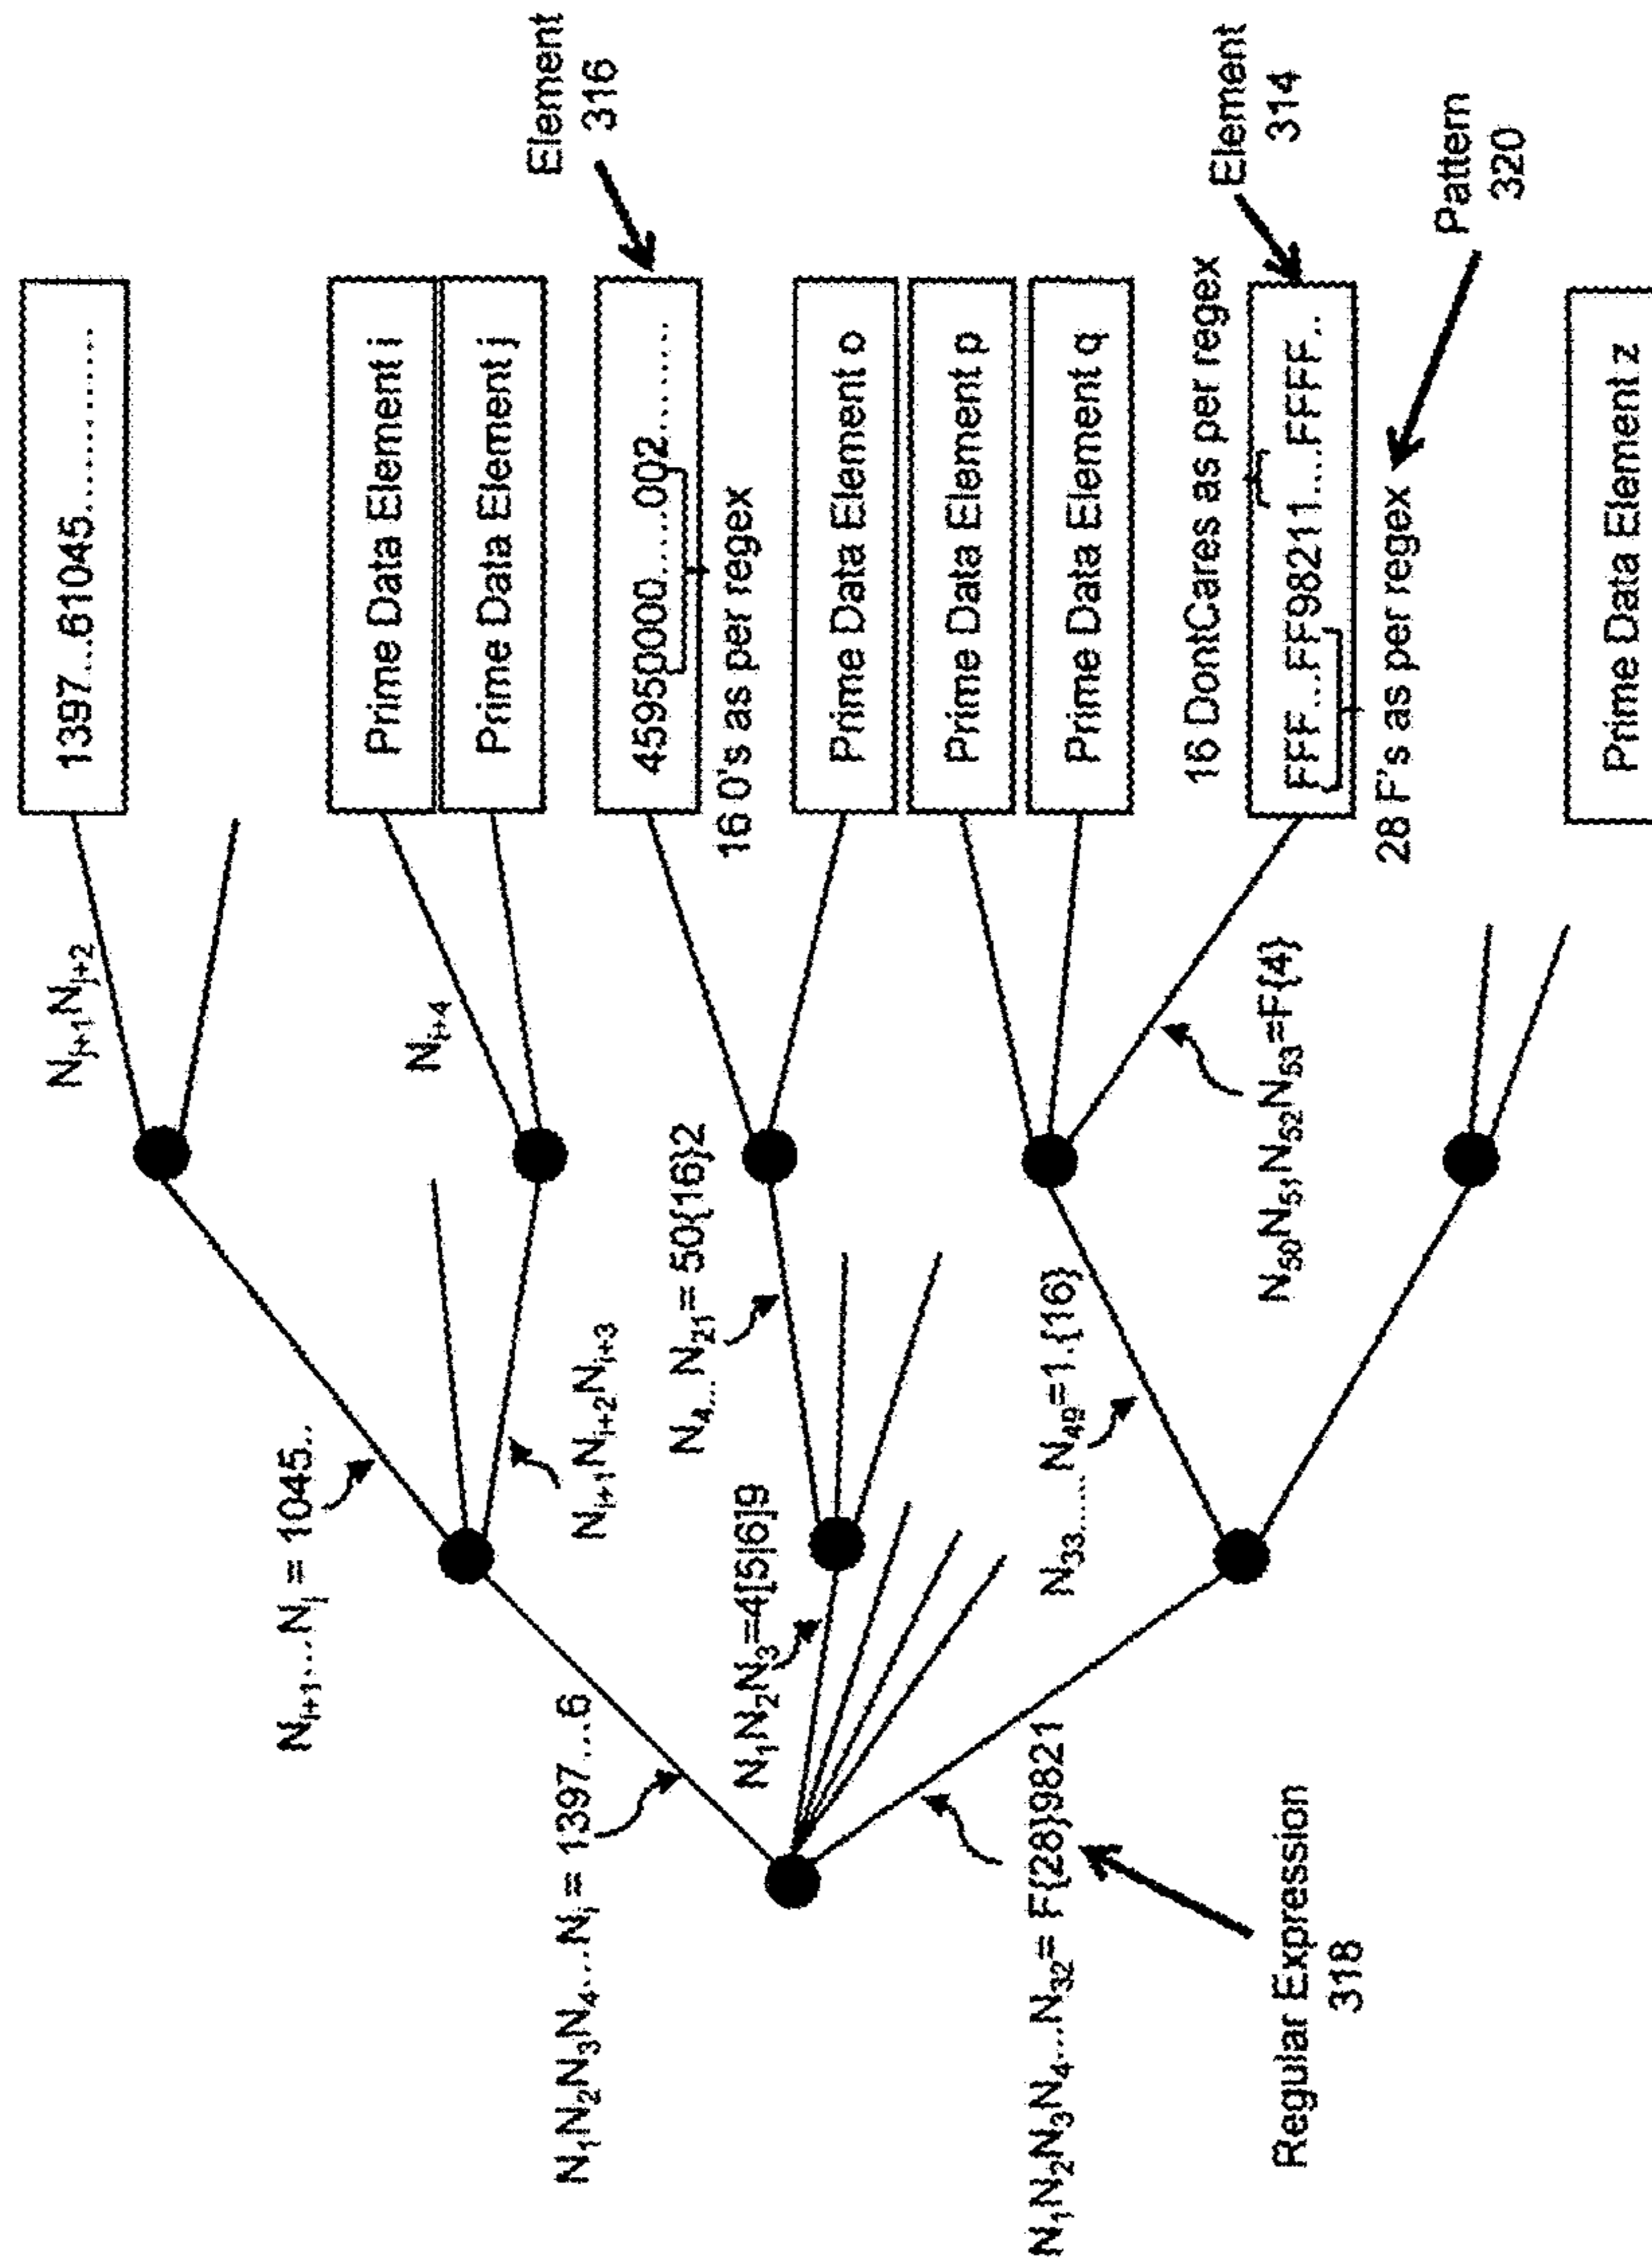 N₁N₂N₃N₄...Nᵢ = 1397...6
Nᵢ₊₁....Nⱼ = 1045..
Nⱼ₊₁Nⱼ₊₂
1397...61045............
Nᵢ₊₁Nᵢ₊₂Nᵢ₊₃
Nᵢ₊₄
Prime Data Element i
Prime Data Element j
N₁N₂N₃=4[5|6]9
N₄...N₂₁= 50{16}2
45950000.....002.......
Element
316
16 0's as per regex
Prime Data Element o
Prime Data Element p
Prime Data Element q
N₁N₂N₃N₄...N₃₂= F{28}9821
N₃₃......N₄₉=1.{16}
N₅₀N₅₁N₅₂N₅₃=F{4}
16 DontCares as per regex
FFF...FF98211....FFFF..
Element
314
28 F's as per regex
Pattern
320
Regular Expression
318
Prime Data Element z